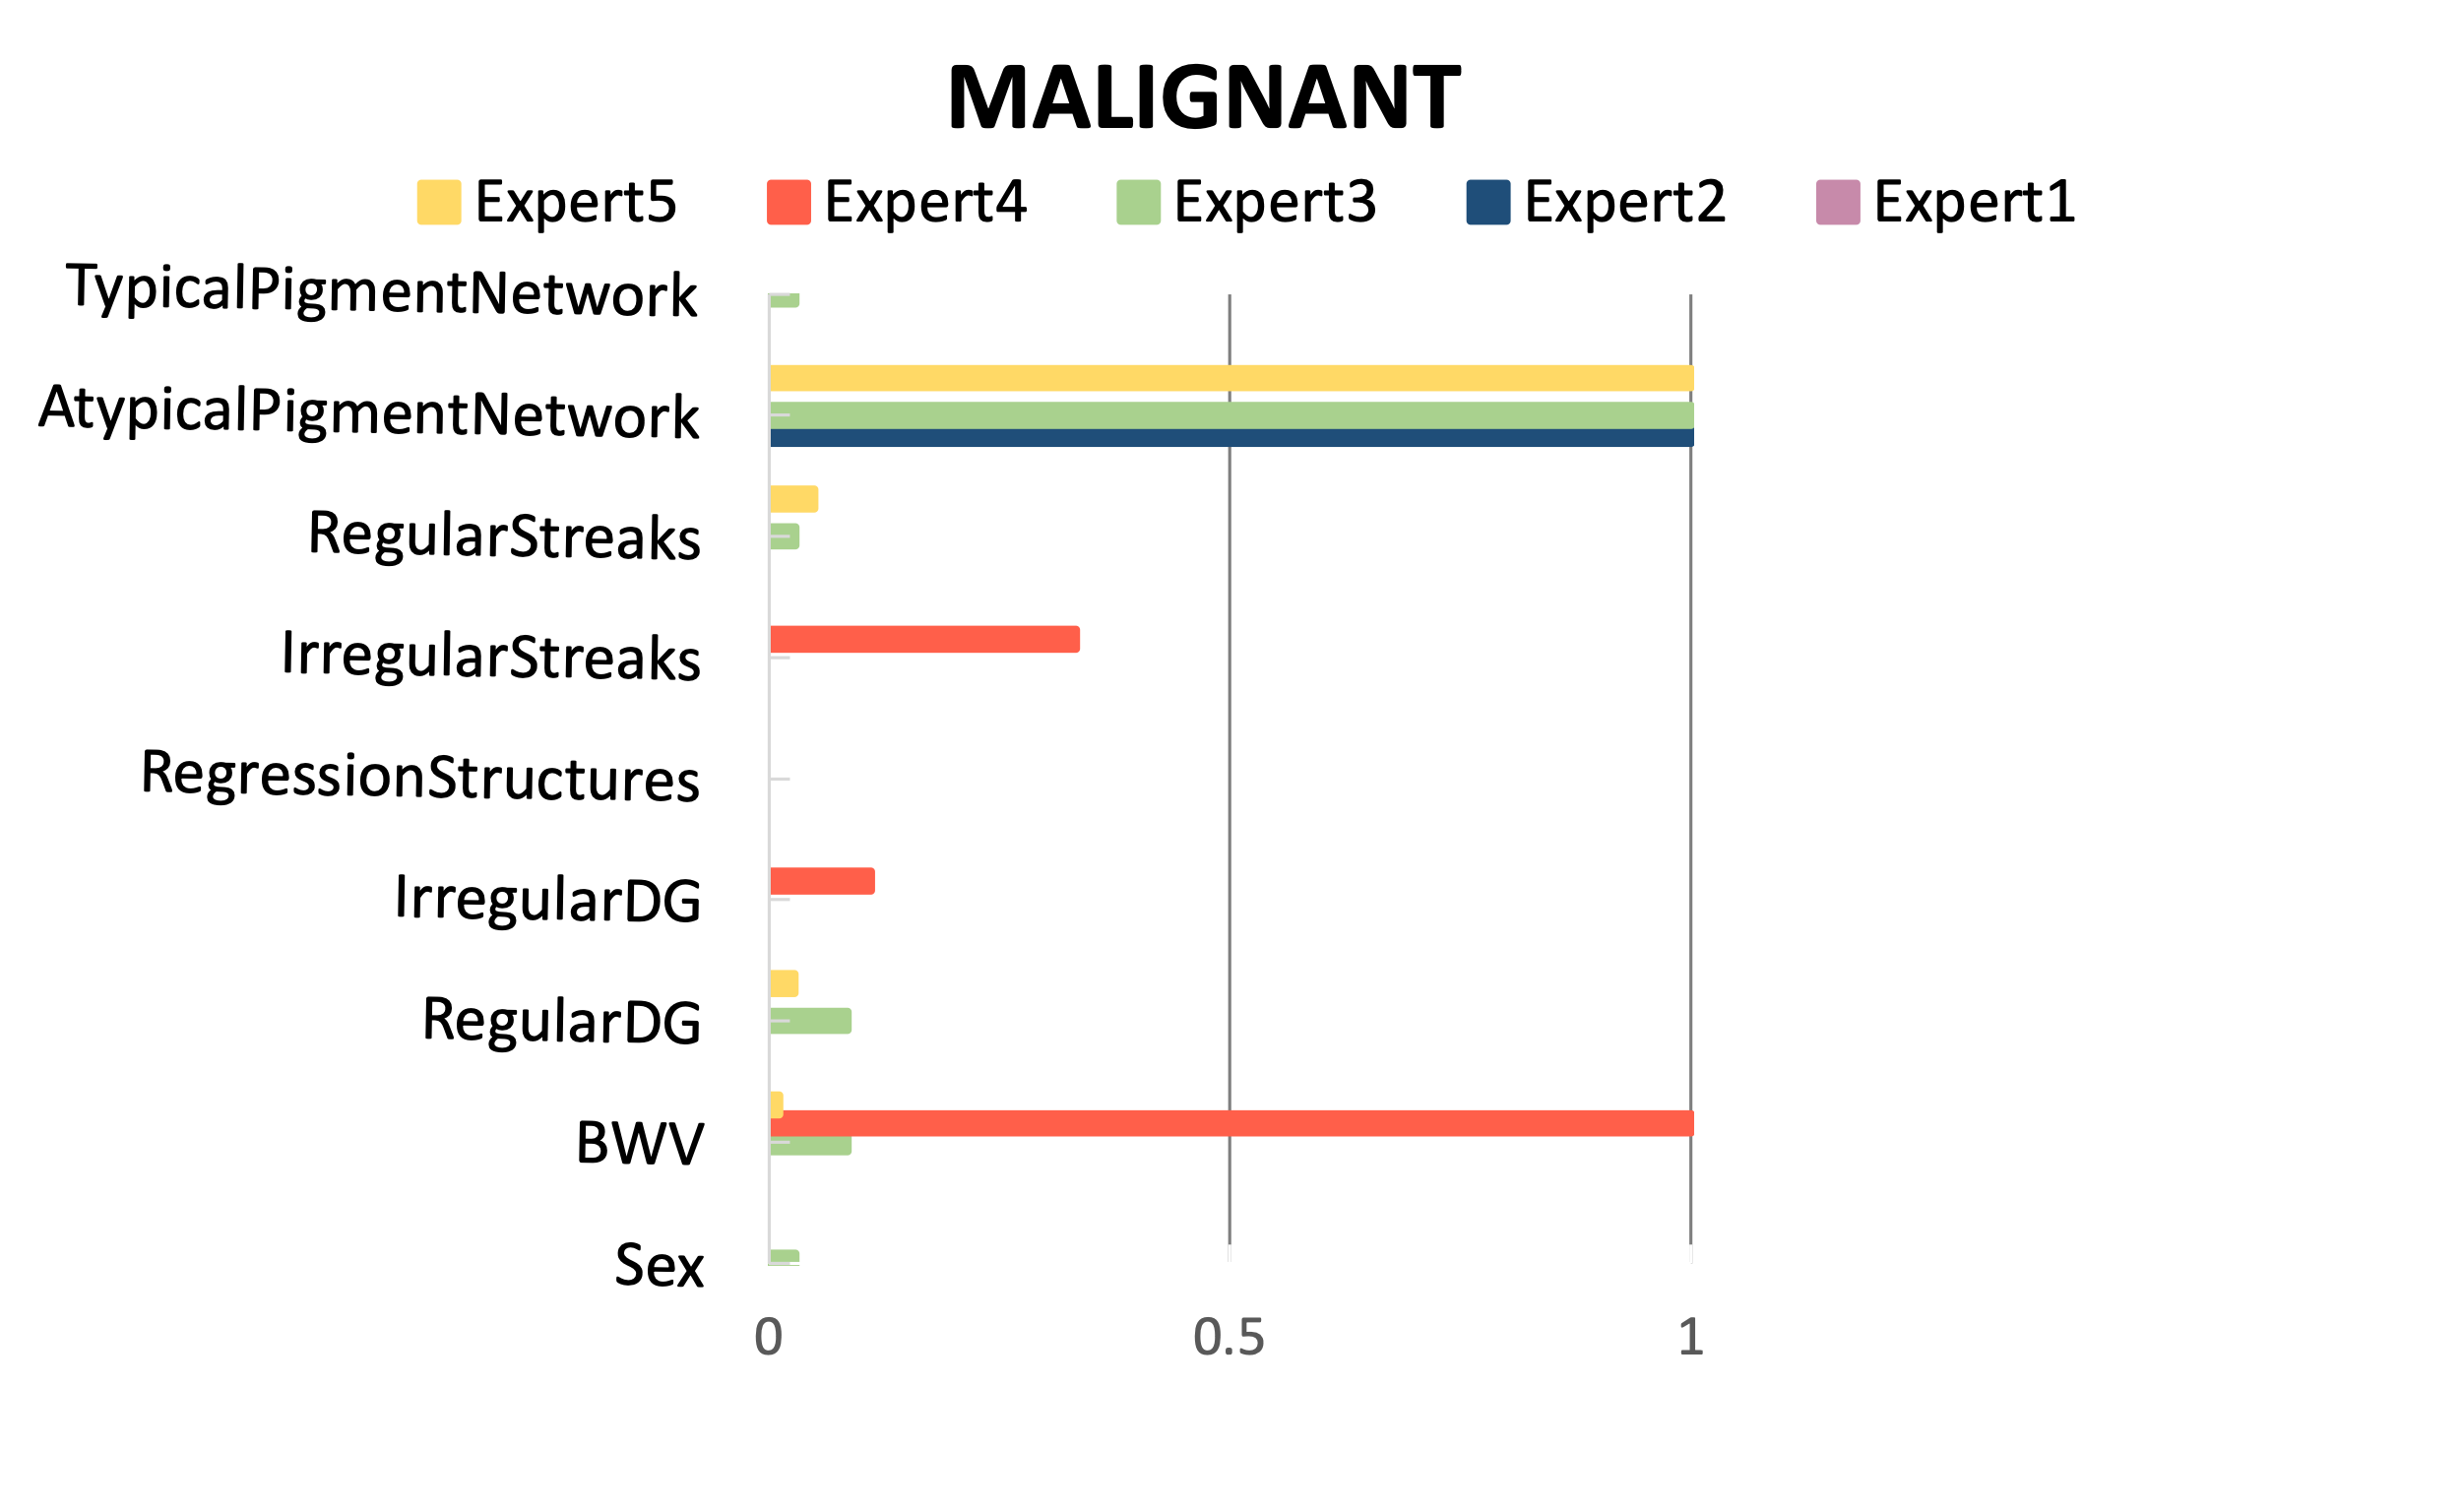 MALIGNANT
Expert5 Expert4 Expert3 Expert2 Expert1
TypicalPigmentNetwork
AtypicalPigmentNetwork
RegularStreaks
IrregularStreaks
RegressionStructures
IrregularDG
RegularDG
BWV
Sex
0 0.5 1